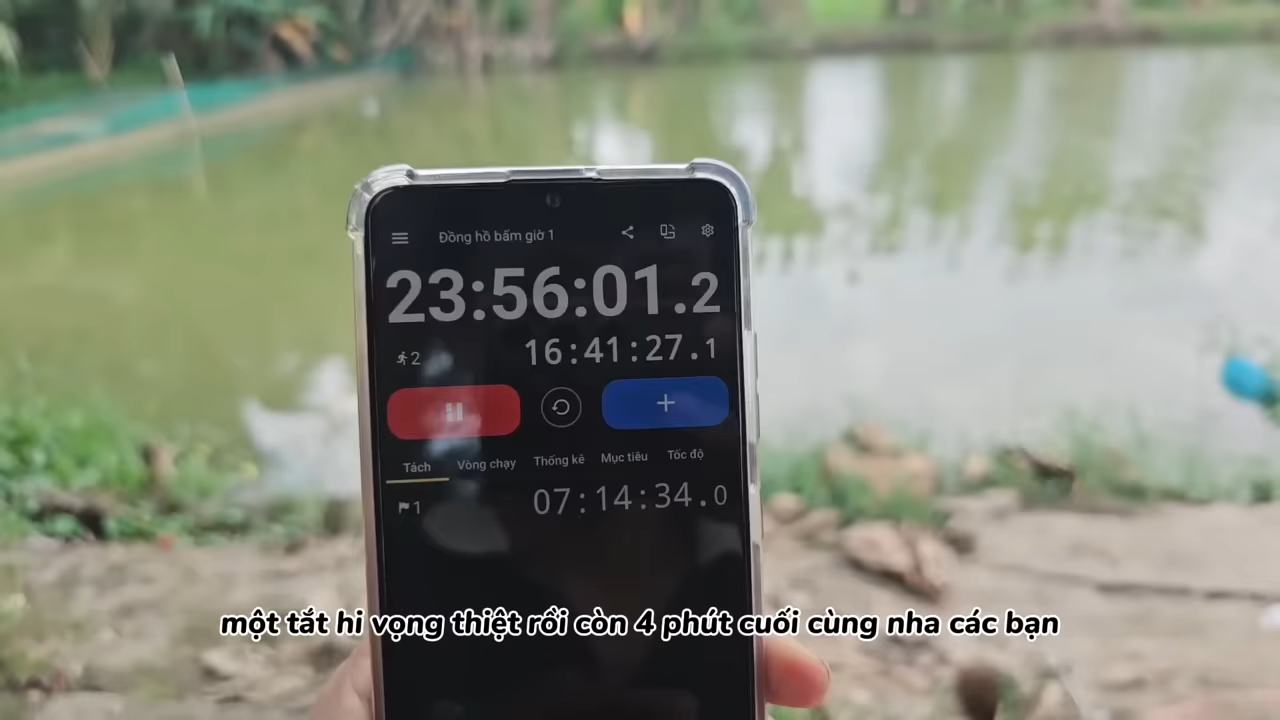 Đồng hồ bấm giờ 1
23:56:01.2
2 16:41:27.1
Tách Vòng chạy Thống kê Mục tiêu Tốc độ
1 07:14:34.0
một tắt hi vọng thiệt rồi còn 4 phút cuối cùng nha các bạn